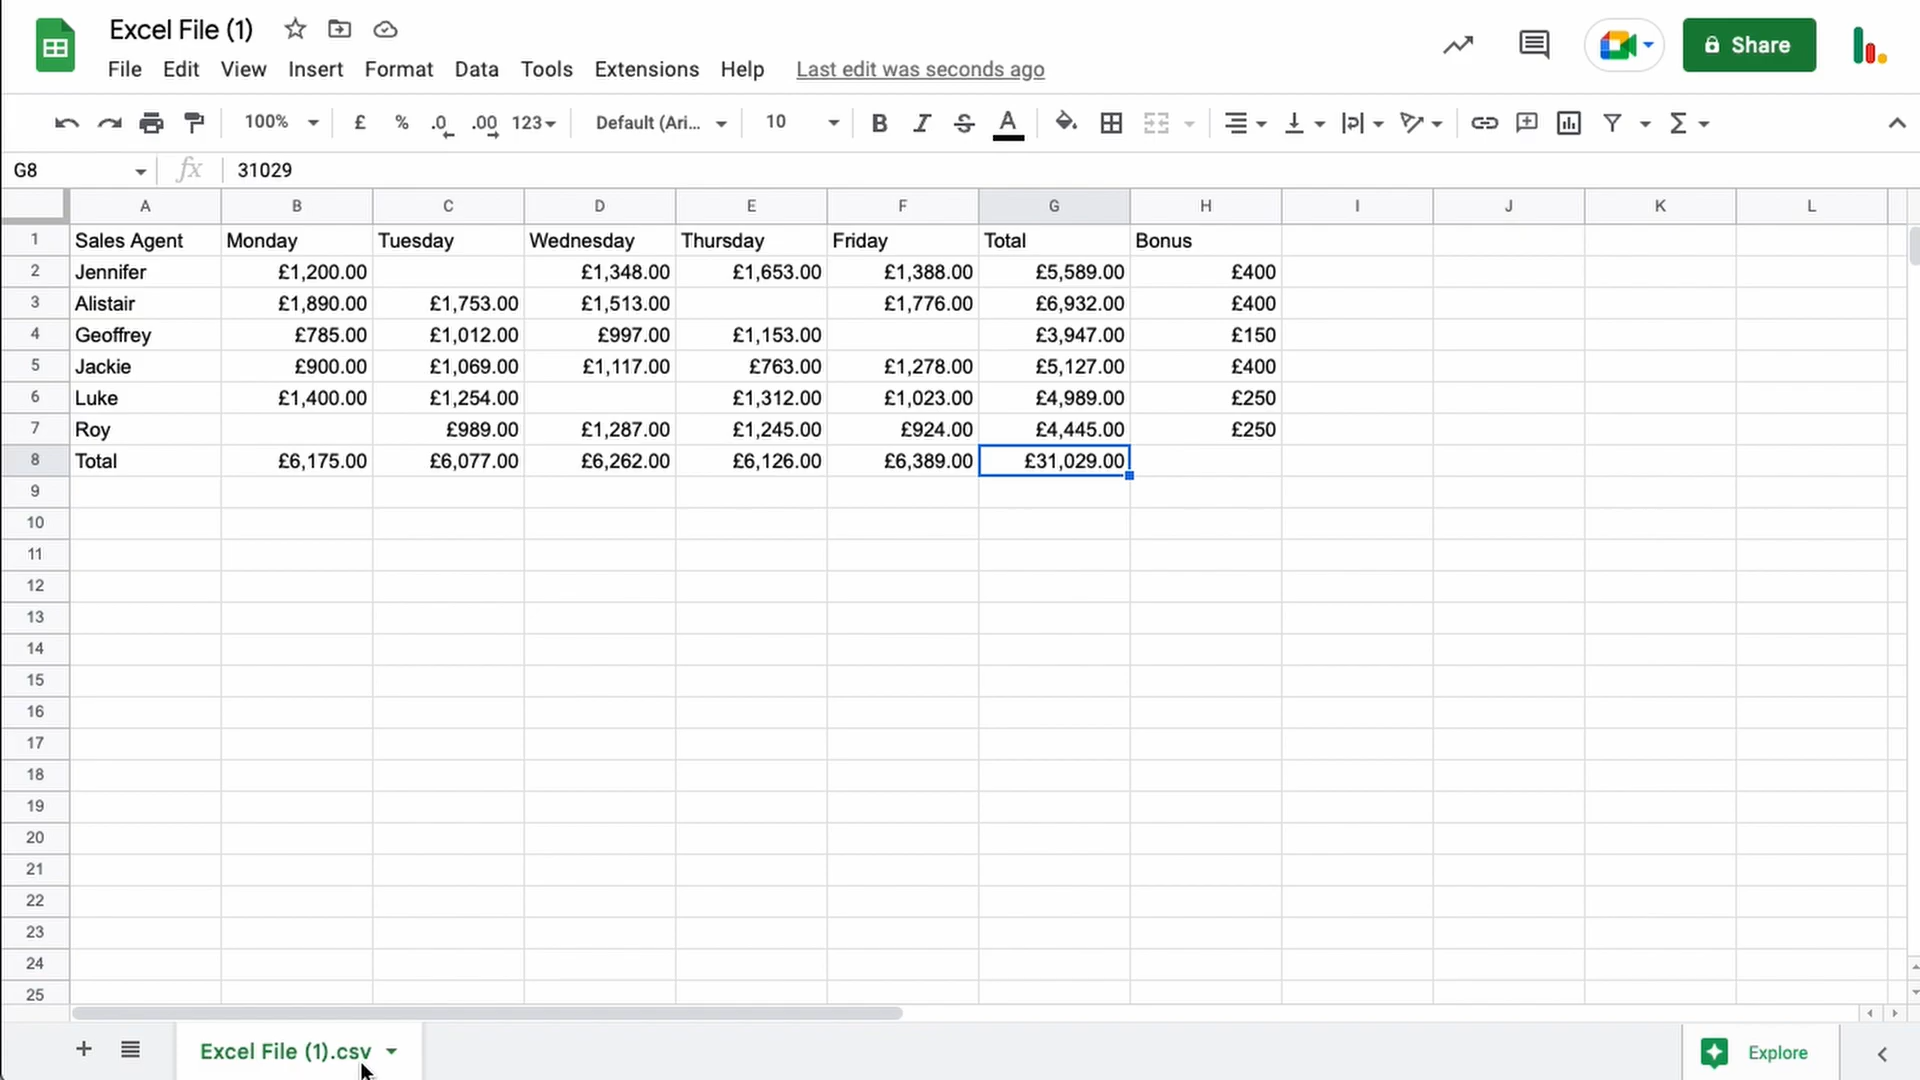 Excel File (1)
File Edit View Insert Format Data Tools Extensions Help Last edit was seconds ago
Share
100% £ % .0 .00 123 Default (Ari... 10 B I S A Σ
G8 fx 31029
A B C D E F G H I J K L
1 Sales Agent Monday Tuesday Wednesday Thursday Friday Total Bonus
2 Jennifer £1,200.00 £1,348.00 £1,653.00 £1,388.00 £5,589.00 £400
3 Alistair £1,890.00 £1,753.00 £1,513.00 £1,776.00 £6,932.00 £400
4 Geoffrey £785.00 £1,012.00 £997.00 £1,153.00 £3,947.00 £150
5 Jackie £900.00 £1,069.00 £1,117.00 £763.00 £1,278.00 £5,127.00 £400
6 Luke £1,400.00 £1,254.00 £1,312.00 £1,023.00 £4,989.00 £250
7 Roy £989.00 £1,287.00 £1,245.00 £924.00 £4,445.00 £250
8 Total £6,175.00 £6,077.00 £6,262.00 £6,126.00 £6,389.00 £31,029.00
9
10
11
12
13
14
15
16
17
18
19
20
21
22
23
24
25
Excel File (1).csv Explore